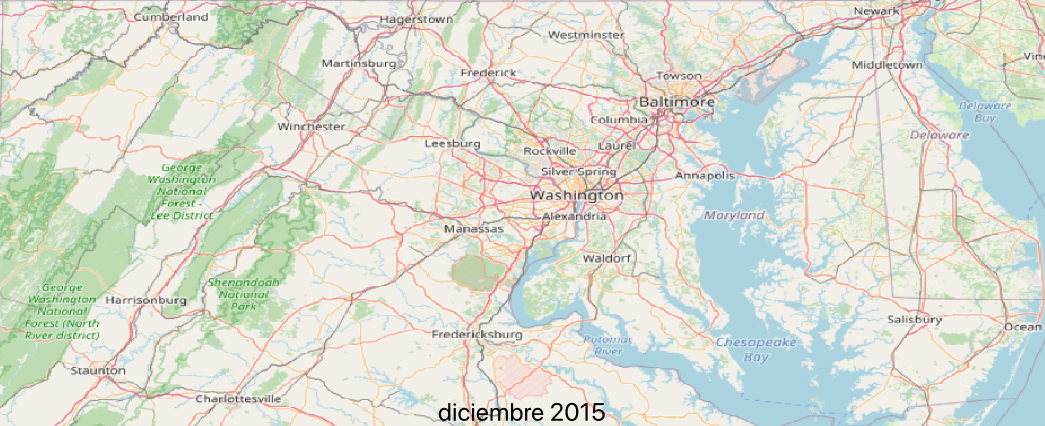 Cumberland
Hagerstown
Newark
Westminster
Martinsburg
Frederick
Towson
Middletown
Baltimore
Delaware
Bay
Columbia
Winchester
Delaware
Leesburg
Rockville
Laurel
George
Washington
National
Forest -
Lee District
Silver Spring
Annapolis
Washington
Alexandria
Maryland
Manassas
Waldorf
Shenandoah
National
Park
George
Washington
National
Forest (North
River district)
Harrisonburg
Salisbury
Ocean
Fredericksburg
Potomac
River
Chesapeake
Bay
Staunton
Charlottesville
diciembre 2015